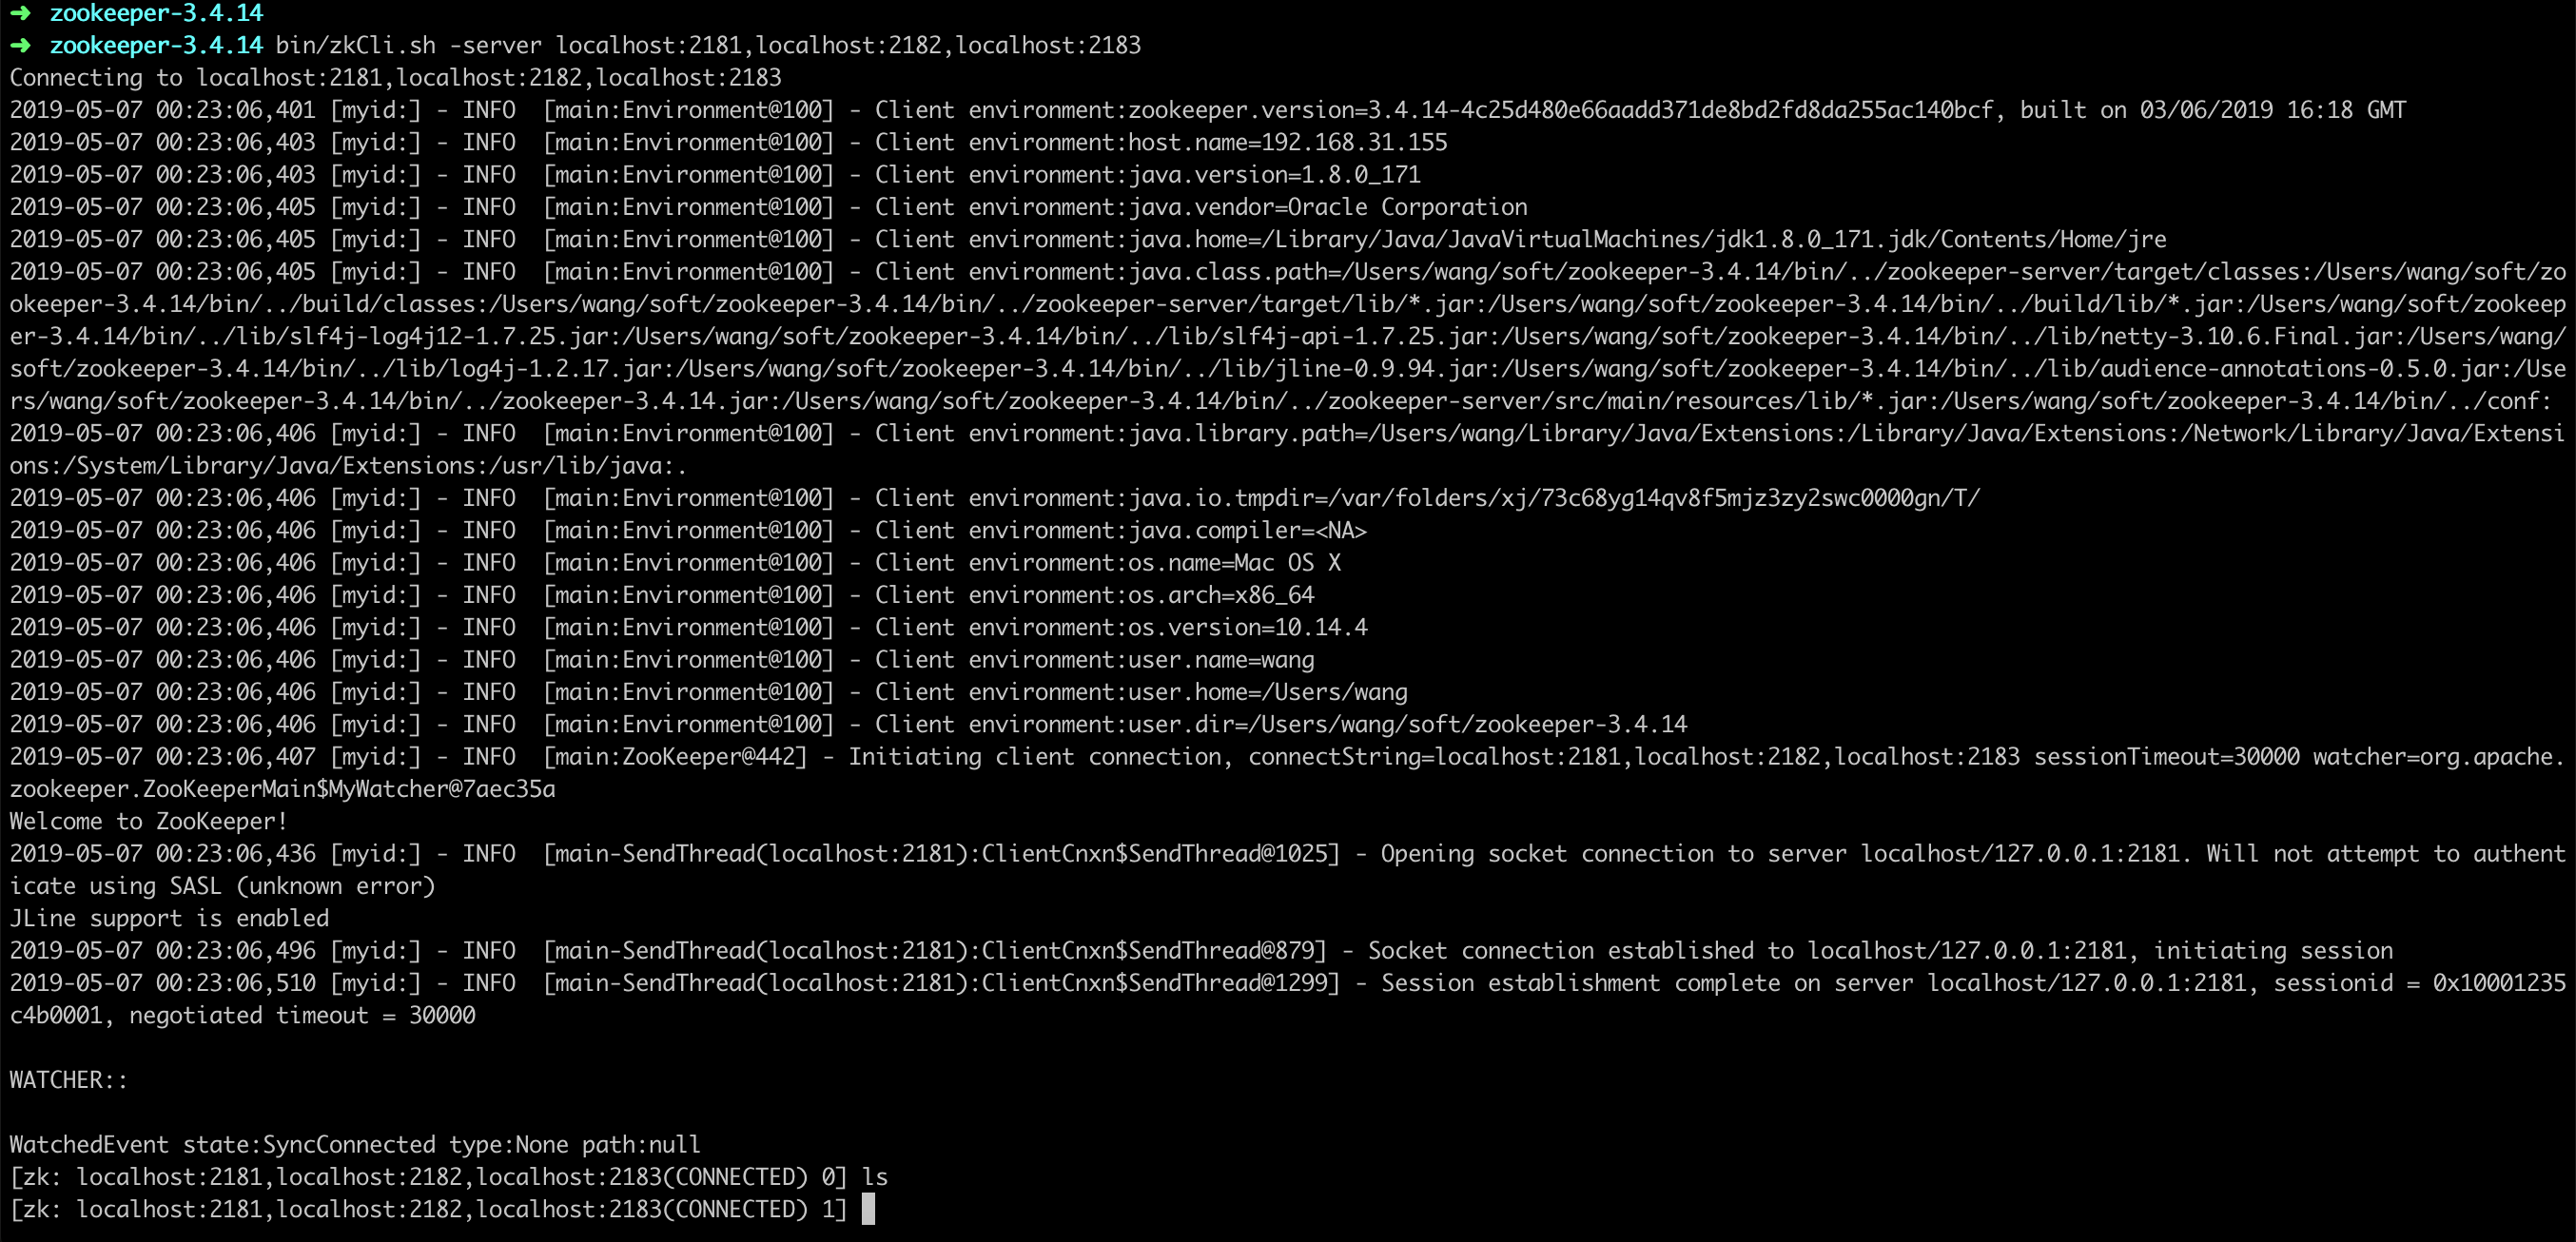 ➜ zookeeper-3.4.14
➜ zookeeper-3.4.14 bin/zkCli.sh -server localhost:2181,localhost:2182,localhost:2183
Connecting to localhost:2181,localhost:2182,localhost:2183
2019-05-07 00:23:06,401 [myid:] - INFO  [main:Environment@100] - Client environment:zookeeper.version=3.4.14-4c25d480e66aadd371de8bd2fd8da255ac140bcf, built on 03/06/2019 16:18 GMT
2019-05-07 00:23:06,403 [myid:] - INFO  [main:Environment@100] - Client environment:host.name=192.168.31.155
2019-05-07 00:23:06,403 [myid:] - INFO  [main:Environment@100] - Client environment:java.version=1.8.0_171
2019-05-07 00:23:06,405 [myid:] - INFO  [main:Environment@100] - Client environment:java.vendor=Oracle Corporation
2019-05-07 00:23:06,405 [myid:] - INFO  [main:Environment@100] - Client environment:java.home=/Library/Java/JavaVirtualMachines/jdk1.8.0_171.jdk/Contents/Home/jre
2019-05-07 00:23:06,405 [myid:] - INFO  [main:Environment@100] - Client environment:java.class.path=/Users/wang/soft/zookeeper-3.4.14/bin/../zookeeper-server/target/classes:/Users/wang/soft/zo
okeeper-3.4.14/bin/../build/classes:/Users/wang/soft/zookeeper-3.4.14/bin/../zookeeper-server/target/lib/*.jar:/Users/wang/soft/zookeeper-3.4.14/bin/../build/lib/*.jar:/Users/wang/soft/zookeep
er-3.4.14/bin/../lib/slf4j-log4j12-1.7.25.jar:/Users/wang/soft/zookeeper-3.4.14/bin/../lib/slf4j-api-1.7.25.jar:/Users/wang/soft/zookeeper-3.4.14/bin/../lib/netty-3.10.6.Final.jar:/Users/wang/
soft/zookeeper-3.4.14/bin/../lib/log4j-1.2.17.jar:/Users/wang/soft/zookeeper-3.4.14/bin/../lib/jline-0.9.94.jar:/Users/wang/soft/zookeeper-3.4.14/bin/../lib/audience-annotations-0.5.0.jar:/Use
rs/wang/soft/zookeeper-3.4.14/bin/../zookeeper-3.4.14.jar:/Users/wang/soft/zookeeper-3.4.14/bin/../zookeeper-server/src/main/resources/lib/*.jar:/Users/wang/soft/zookeeper-3.4.14/bin/../conf:
2019-05-07 00:23:06,406 [myid:] - INFO  [main:Environment@100] - Client environment:java.library.path=/Users/wang/Library/Java/Extensions:/Library/Java/Extensions:/Network/Library/Java/Extensi
ons:/System/Library/Java/Extensions:/usr/lib/java:.
2019-05-07 00:23:06,406 [myid:] - INFO  [main:Environment@100] - Client environment:java.io.tmpdir=/var/folders/xj/73c68yg14qv8f5mjz3zy2swc0000gn/T/
2019-05-07 00:23:06,406 [myid:] - INFO  [main:Environment@100] - Client environment:java.compiler=<NA>
2019-05-07 00:23:06,406 [myid:] - INFO  [main:Environment@100] - Client environment:os.name=Mac OS X
2019-05-07 00:23:06,406 [myid:] - INFO  [main:Environment@100] - Client environment:os.arch=x86_64
2019-05-07 00:23:06,406 [myid:] - INFO  [main:Environment@100] - Client environment:os.version=10.14.4
2019-05-07 00:23:06,406 [myid:] - INFO  [main:Environment@100] - Client environment:user.name=wang
2019-05-07 00:23:06,406 [myid:] - INFO  [main:Environment@100] - Client environment:user.home=/Users/wang
2019-05-07 00:23:06,406 [myid:] - INFO  [main:Environment@100] - Client environment:user.dir=/Users/wang/soft/zookeeper-3.4.14
2019-05-07 00:23:06,407 [myid:] - INFO  [main:ZooKeeper@442] - Initiating client connection, connectString=localhost:2181,localhost:2182,localhost:2183 sessionTimeout=30000 watcher=org.apache.
zookeeper.ZooKeeperMain$MyWatcher@7aec35a
Welcome to ZooKeeper!
2019-05-07 00:23:06,436 [myid:] - INFO  [main-SendThread(localhost:2181):ClientCnxn$SendThread@1025] - Opening socket connection to server localhost/127.0.0.1:2181. Will not attempt to authent
icate using SASL (unknown error)
JLine support is enabled
2019-05-07 00:23:06,496 [myid:] - INFO  [main-SendThread(localhost:2181):ClientCnxn$SendThread@879] - Socket connection established to localhost/127.0.0.1:2181, initiating session
2019-05-07 00:23:06,510 [myid:] - INFO  [main-SendThread(localhost:2181):ClientCnxn$SendThread@1299] - Session establishment complete on server localhost/127.0.0.1:2181, sessionid = 0x10001235
c4b0001, negotiated timeout = 30000
WATCHER::
WatchedEvent state:SyncConnected type:None path:null
[zk: localhost:2181,localhost:2182,localhost:2183(CONNECTED) 0] ls
[zk: localhost:2181,localhost:2182,localhost:2183(CONNECTED) 1]